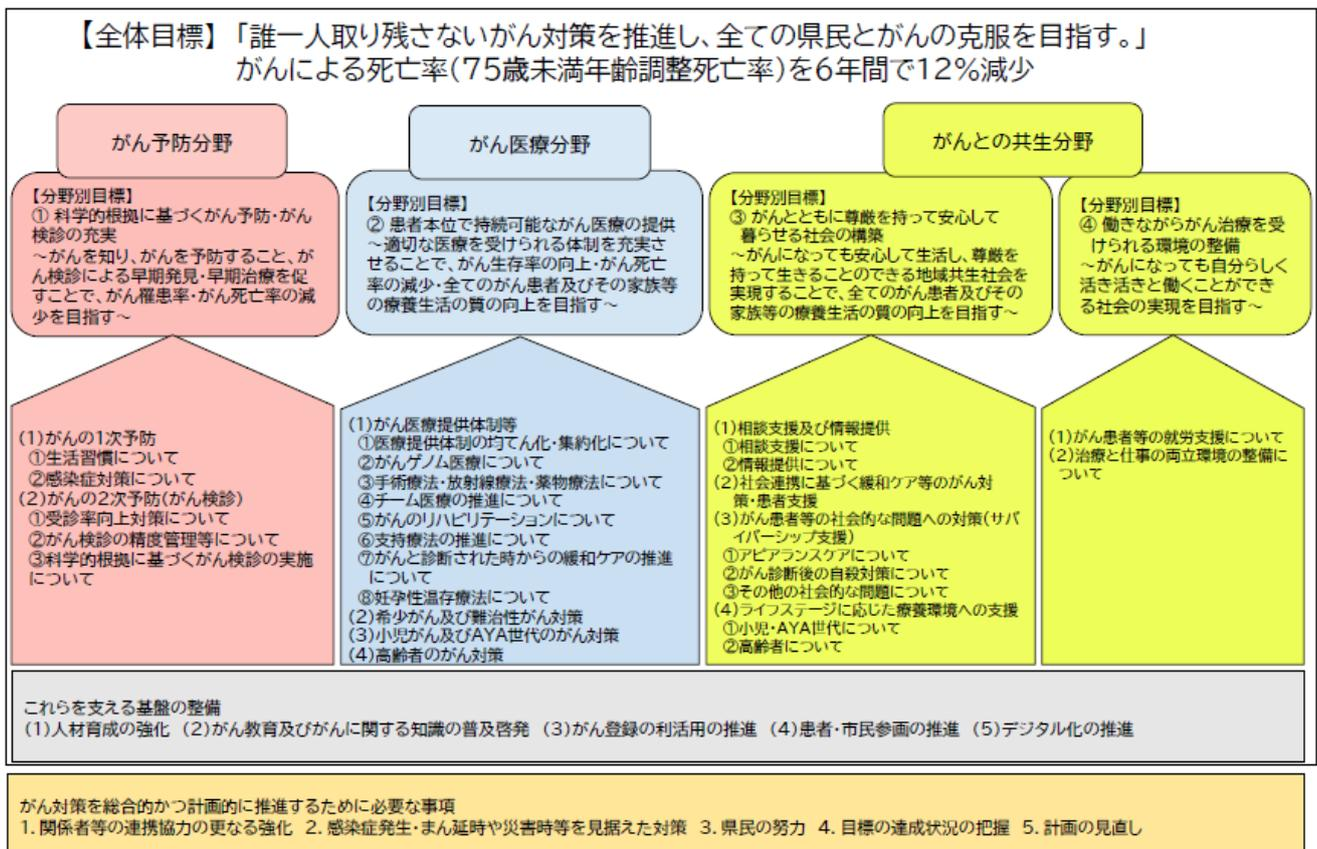 【全体目標】「誰一人取り残さないがん対策を推進し、全ての県民とがんの克服を目指す。」
がんによる死亡率(75歳未満年齢調整死亡率)を6年間で12%減少
がん予防分野
【分野別目標】
① 科学的根拠に基づくがん予防・がん
検診の充実
～がんを知り、がんを予防すること、が
ん検診による早期発見・早期治療を促
すことで、がん罹患率・がん死亡率の減
少を目指す～
(1)がんの1次予防
①生活習慣について
②感染症対策について
(2)がんの2次予防(がん検診)
①受診率向上対策について
②がん検診の精度管理等について
③科学的根拠に基づくがん検診の実施
について
がん医療分野
【分野別目標】
② 患者本位で持続可能ながん医療の提供
～適切な医療を受けられる体制を充実さ
せることで、がん生存率の向上・がん死亡
率の減少・全てのがん患者及びその家族等
の療養生活の質の向上を目指す～
(1)がん医療提供体制等
①医療提供体制の均てん化・集約化について
②がんゲノム医療について
③手術療法・放射線療法・薬物療法について
④チーム医療の推進について
⑤がんのリハビリテーションについて
⑥支持療法の推進について
⑦がんと診断された時からの緩和ケアの推進
について
⑧妊孕性温存療法について
(2)希少がん及び難治性がん対策
(3)小児がん及びAYA世代のがん対策
(4)高齢者のがん対策
がんとの共生分野
【分野別目標】
③ がんとともに尊厳を持って安心して
暮らせる社会の構築
～がんになっても安心して生活し、尊厳を
持って生きることのできる地域共生社会を
実現することで、全てのがん患者及びその
家族等の療養生活の質の向上を目指す～
(1)相談支援及び情報提供
①相談支援について
②情報提供について
(2)社会連携に基づく緩和ケア等のがん対
策・患者支援
(3)がん患者等の社会的な問題への対策(サバ
イバーシップ支援)
①アピアランスケアについて
②がん診断後の自殺対策について
③その他の社会的な問題について
(4)ライフステージに応じた療養環境への支援
①小児・AYA世代について
②高齢者について
【分野別目標】
④ 働きながらがん治療を受
けられる環境の整備
～がんになっても自分らしく
活き活きと働くことができ
る社会の実現を目指す～
(1)がん患者等の就労支援について
(2)治療と仕事の両立環境の整備に
ついて
これらを支える基盤の整備
(1)人材育成の強化 (2)がん教育及びがんに関する知識の普及啓発 (3)がん登録の利活用の推進 (4)患者・市民参画の推進 (5)デジタル化の推進
がん対策を総合的かつ計画的に推進するために必要な事項
1. 関係者等の連携協力の更なる強化 2. 感染症発生・まん延時や災害時等を見据えた対策 3. 県民の努力 4. 目標の達成状況の把握 5. 計画の見直し